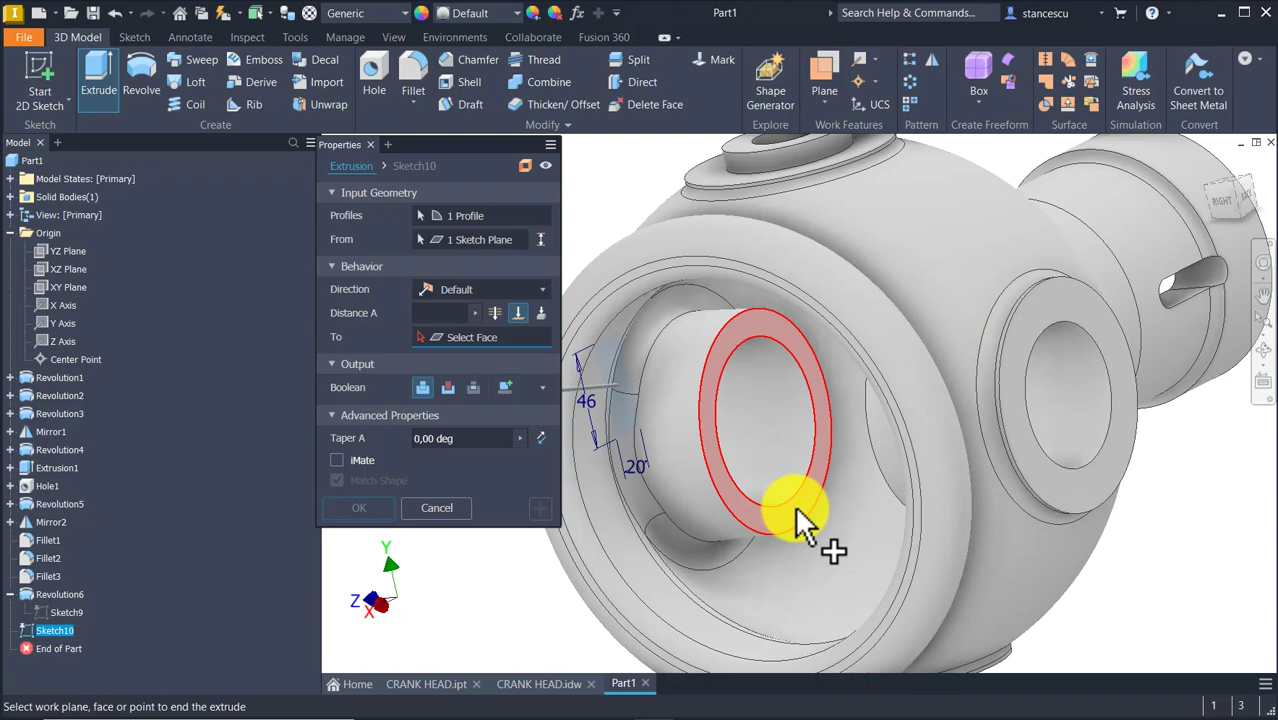 Generic
Default
fx
Part1
Search Help & Commands...
stancescu
File
3D Model
Sketch
Annotate
Inspect
Tools
Manage
View
Environments
Collaborate
Fusion 360
Start
2D Sketch
Extrude
Revolve
Sweep
Emboss
Decal
Loft
Derive
Import
Coil
Rib
Unwrap
Hole
Fillet
Chamfer
Thread
Split
Mark
Shell
Combine
Direct
Draft
Thicken/ Offset
Delete Face
Shape
Generator
Plane
UCS
Box
Stress
Analysis
Convert to
Sheet Metal
Sketch
Create
Modify
Explore
Work Features
Pattern
Create Freeform
Surface
Simulation
Convert
Model
Part1
Model States: [Primary]
Solid Bodies(1)
View: [Primary]
Origin
YZ Plane
XZ Plane
XY Plane
X Axis
Y Axis
Z Axis
Center Point
Revolution1
Revolution2
Revolution3
Mirror1
Revolution4
Extrusion1
Hole1
Revolution5
Mirror2
Fillet1
Fillet2
Fillet3
Revolution6
Sketch9
Sketch10
End of Part
Properties
Extrusion > Sketch10
Input Geometry
Profiles 1 Profile
From 1 Sketch Plane
Behavior
Direction Default
Distance A
To Select Face
Output
Boolean
Advanced Properties
Taper A 0,00 deg
iMate
Match Shape
OK Cancel
46
20
RIGHT
Y
Z
X
Home
CRANK HEAD.ipt
CRANK HEAD.idw
Part1
Select work plane, face or point to end the extrude
1 3